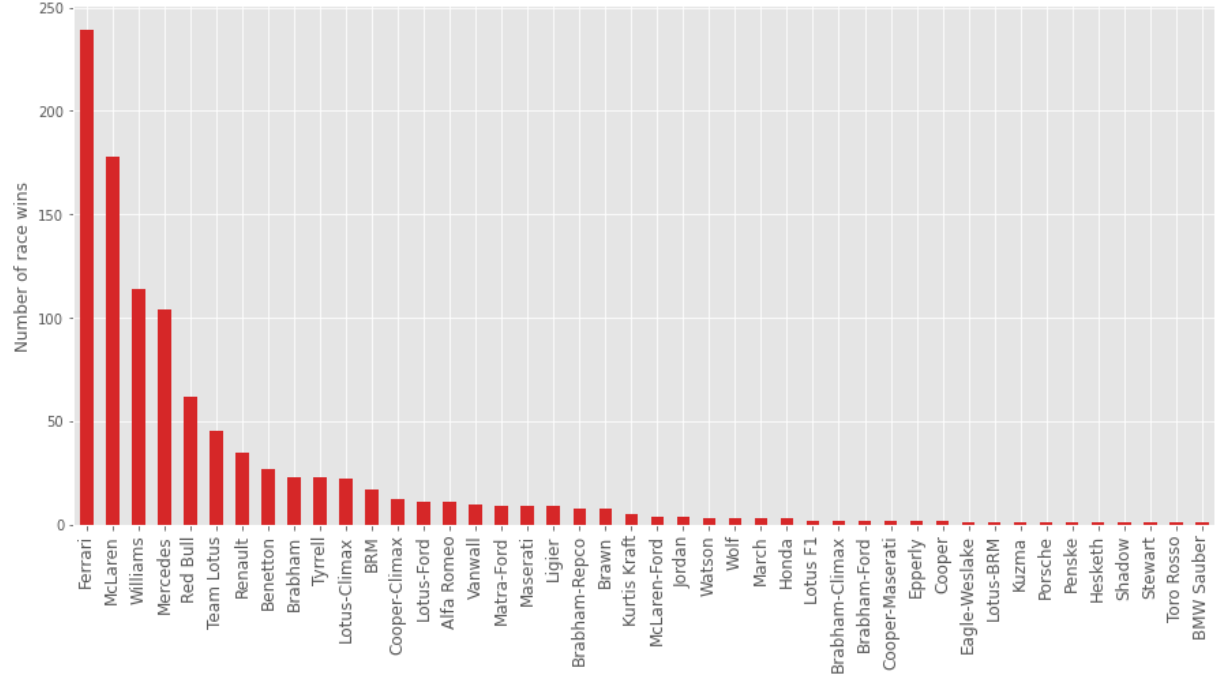 250
200
150
100
50
0
Number of race wins
Ferrari
McLaren
Williams
Mercedes
Red Bull
Team Lotus
Renault
Benetton
Brabham
Tyrrell
Lotus-Climax
BRM
Cooper-Climax
Lotus-Ford
Alfa Romeo
Vanwall
Matra-Ford
Maserati
Ligier
Brabham-Repco
Brawn
Kurtis Kraft
McLaren-Ford
Jordan
Watson
Wolf
March
Honda
Lotus F1
Brabham-Climax
Brabham-Ford
Cooper-Maserati
Epperly
Cooper
Eagle-Weslake
Lotus-BRM
Kuzma
Porsche
Penske
Hesketh
Shadow
Stewart
Toro Rosso
BMW Sauber